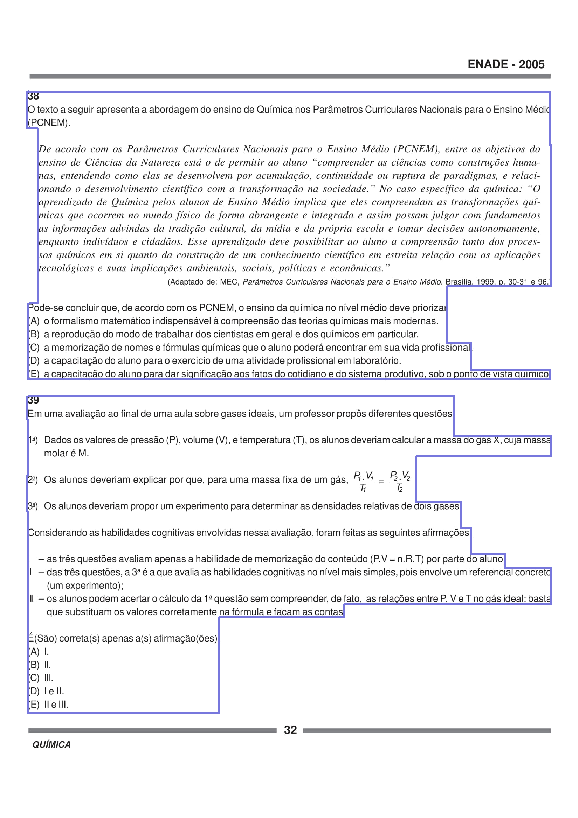 ENADE - 2005
38
O texto a seguir apresenta a abordagem do ensino de Química nos Parâmetros Curriculares Nacionais para o Ensino Médio
(PCNEM).
De acordo com os Parâmetros Curriculares Nacionais para o Ensino Médio (PCNEM), entre os objetivos do
ensino de Ciências da Natureza está o de permitir ao aluno “compreender as ciências como construções huma-
nas, entendendo como elas se desenvolvem por acumulação, continuidade ou ruptura de paradigmas, e relaci-
onando o desenvolvimento científico com a transformação na sociedade.” No caso específico da química: “O
aprendizado de Química pelos alunos de Ensino Médio implica que eles compreendam as transformações quí-
micas que ocorrem no mundo físico de forma abrangente e integrada e assim possam julgar com fundamentos
as informações advindas da tradição cultural, da mídia e da própria escola e tomar decisões autonomamente,
enquanto indivíduos e cidadãos. Esse aprendizado deve possibilitar ao aluno a compreensão tanto dos proces-
sos químicos em si quanto da construção de um conhecimento científico em estreita relação com as aplicações
tecnológicas e suas implicações ambientais, sociais, políticas e econômicas.”
(Adaptado de: MEC, Parâmetros Curriculares Nacionais para o Ensino Médio. Brasília, 1999, p. 30-31 e 96.)
Pode-se concluir que, de acordo com os PCNEM, o ensino da química no nível médio deve priorizar
(A) o formalismo matemático indispensável à compreensão das teorias químicas mais modernas.
(B) a reprodução do modo de trabalhar dos cientistas em geral e dos químicos em particular.
(C) a memorização de nomes e fórmulas químicas que o aluno poderá encontrar em sua vida profissional.
(D) a capacitação do aluno para o exercício de uma atividade profissional em laboratório.
(E) a capacitação do aluno para dar significação aos fatos do cotidiano e do sistema produtivo, sob o ponto de vista químico.
39
Em uma avaliação ao final de uma aula sobre gases ideais, um professor propôs diferentes questões:
1ª) Dados os valores de pressão (P), volume (V), e temperatura (T), os alunos deveriam calcular a massa do gás X, cuja massa
molar é M.
2ª) Os alunos deveriam explicar por que, para uma massa fixa de um gás, P₁.V₁/T₁ = P₂.V₂/T₂
3ª) Os alunos deveriam propor um experimento para determinar as densidades relativas de dois gases.
Considerando as habilidades cognitivas envolvidas nessa avaliação, foram feitas as seguintes afirmações:
I – as três questões avaliam apenas a habilidade de memorização do conteúdo (P.V = n.R.T) por parte do aluno;
II – das três questões, a 3ª é a que avalia as habilidades cognitivas no nível mais simples, pois envolve um referencial concreto
(um experimento);
III – os alunos podem acertar o cálculo da 1ª questão sem compreender, de fato, as relações entre P, V e T no gás ideal: basta
que substituam os valores corretamente na fórmula e façam as contas.
É(São) correta(s) apenas a(s) afirmação(ões)
(A) I.
(B) II.
(C) III.
(D) I e II.
(E) II e III.
32
QUÍMICA